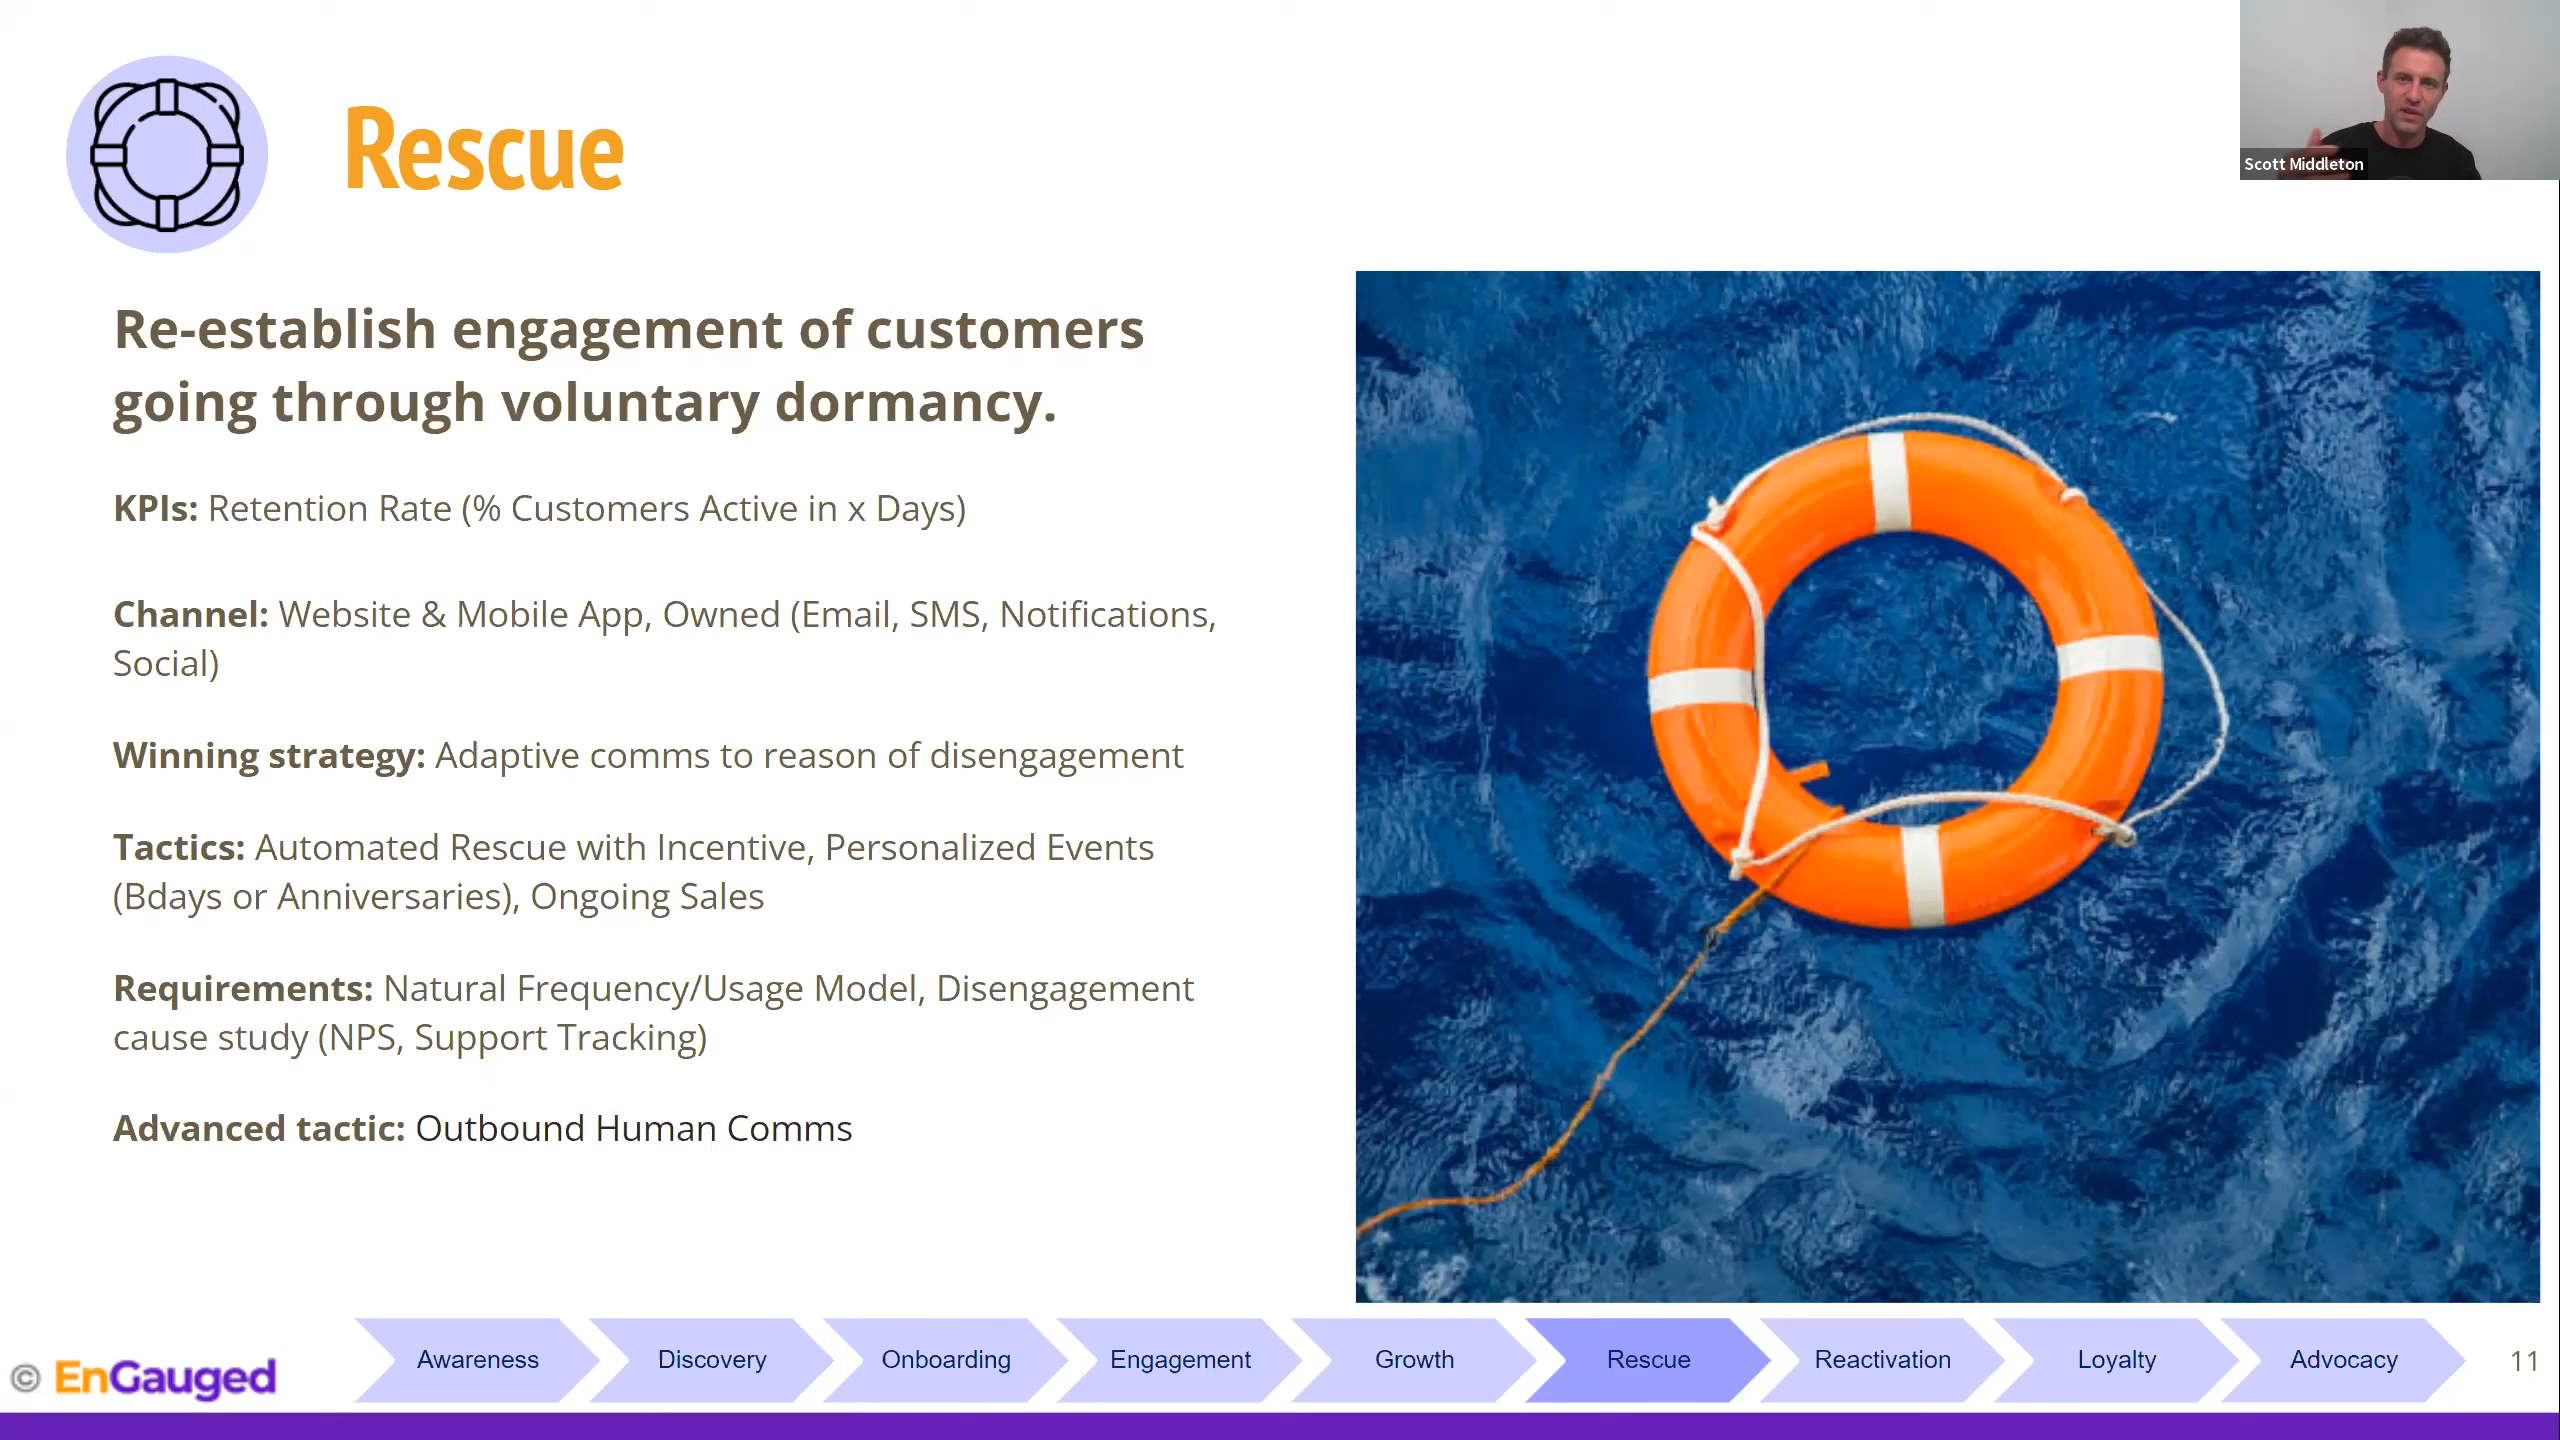 Rescue
Scott Middleton
Re-establish engagement of customers
going through voluntary dormancy.
KPIs: Retention Rate (% Customers Active in x Days)
Channel: Website & Mobile App, Owned (Email, SMS, Notifications,
Social)
Winning strategy: Adaptive comms to reason of disengagement
Tactics: Automated Rescue with Incentive, Personalized Events
(Bdays or Anniversaries), Ongoing Sales
Requirements: Natural Frequency/Usage Model, Disengagement
cause study (NPS, Support Tracking)
Advanced tactic: Outbound Human Comms
© EnGauged
Awareness
Discovery
Onboarding
Engagement
Growth
Rescue
Reactivation
Loyalty
Advocacy
11